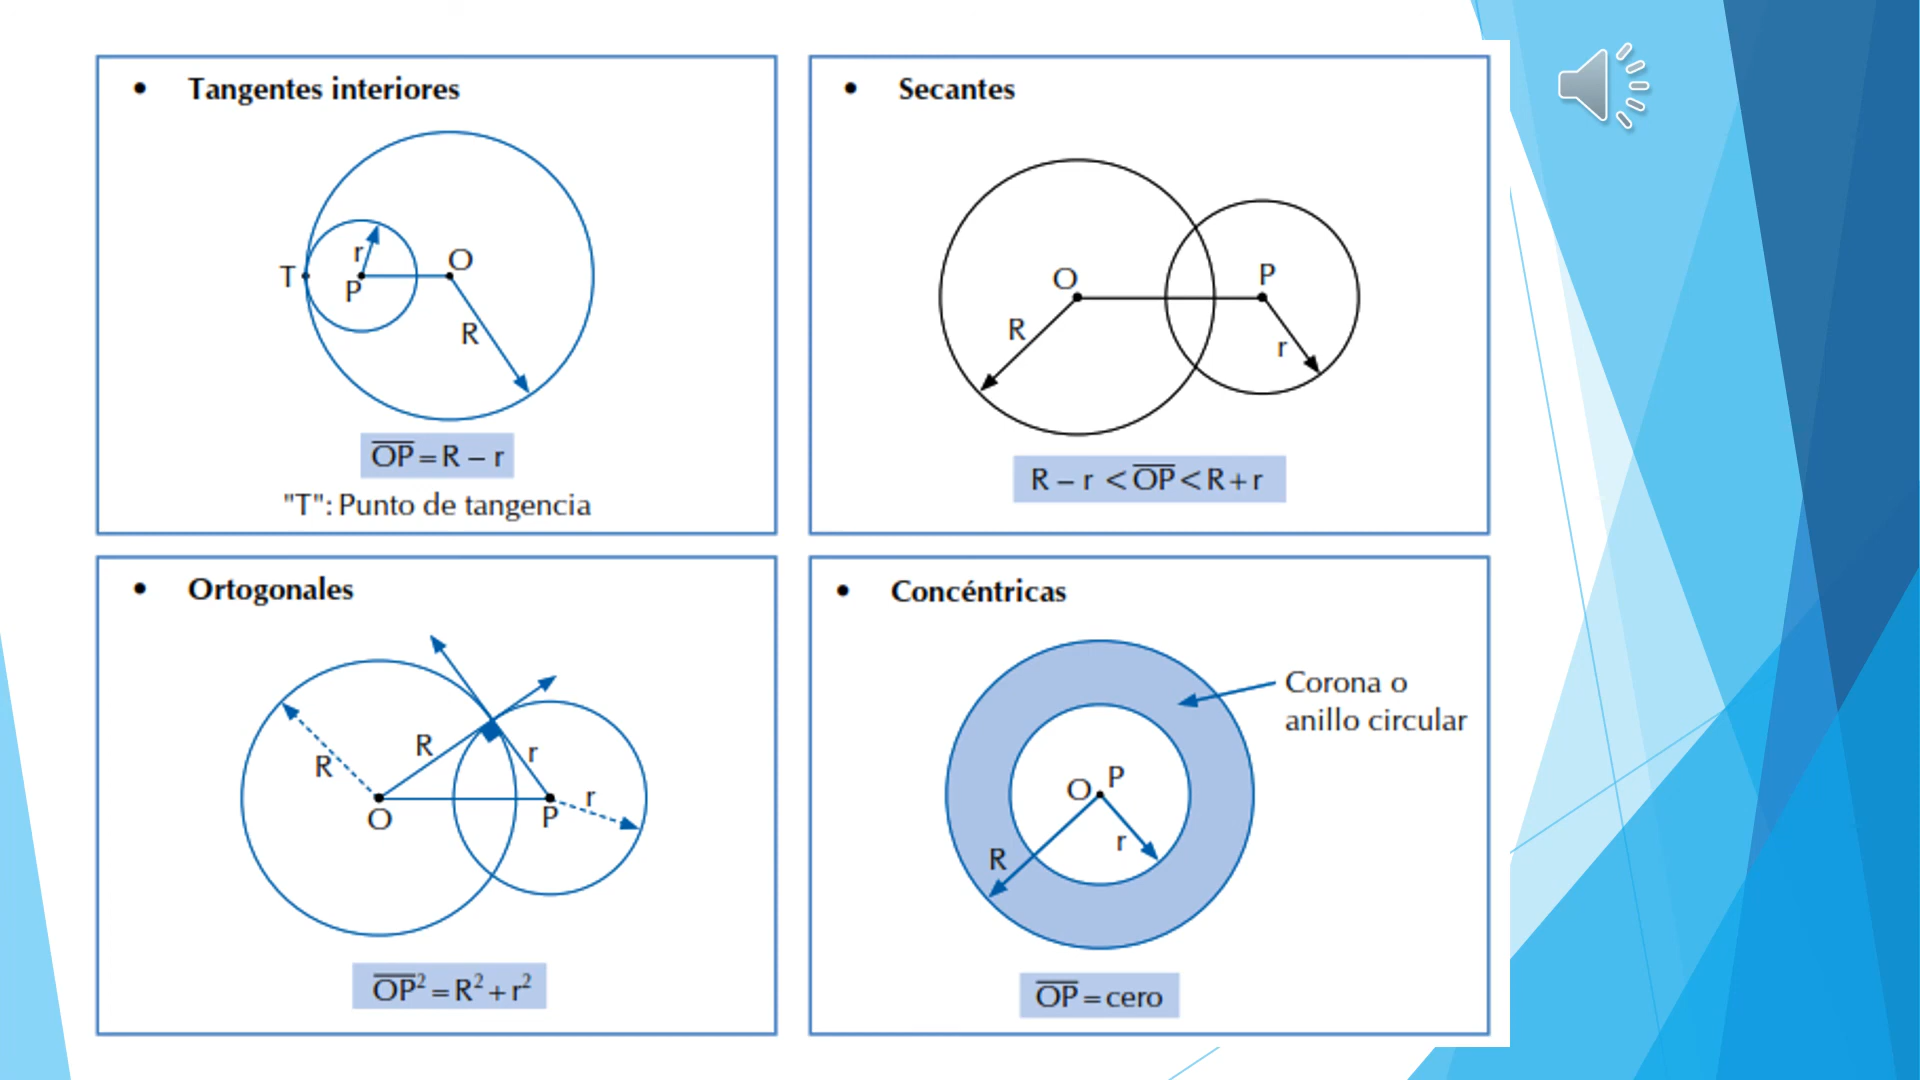 • Tangentes interiores
T
r
P
O
R
OP = R – r
"T": Punto de tangencia
• Secantes
O
P
R
r
R – r < OP < R + r
• Ortogonales
R
R
r
r
O
P
OP² = R² + r²
• Concéntricas
Corona o
anillo circular
O
P
R
r
OP = cero